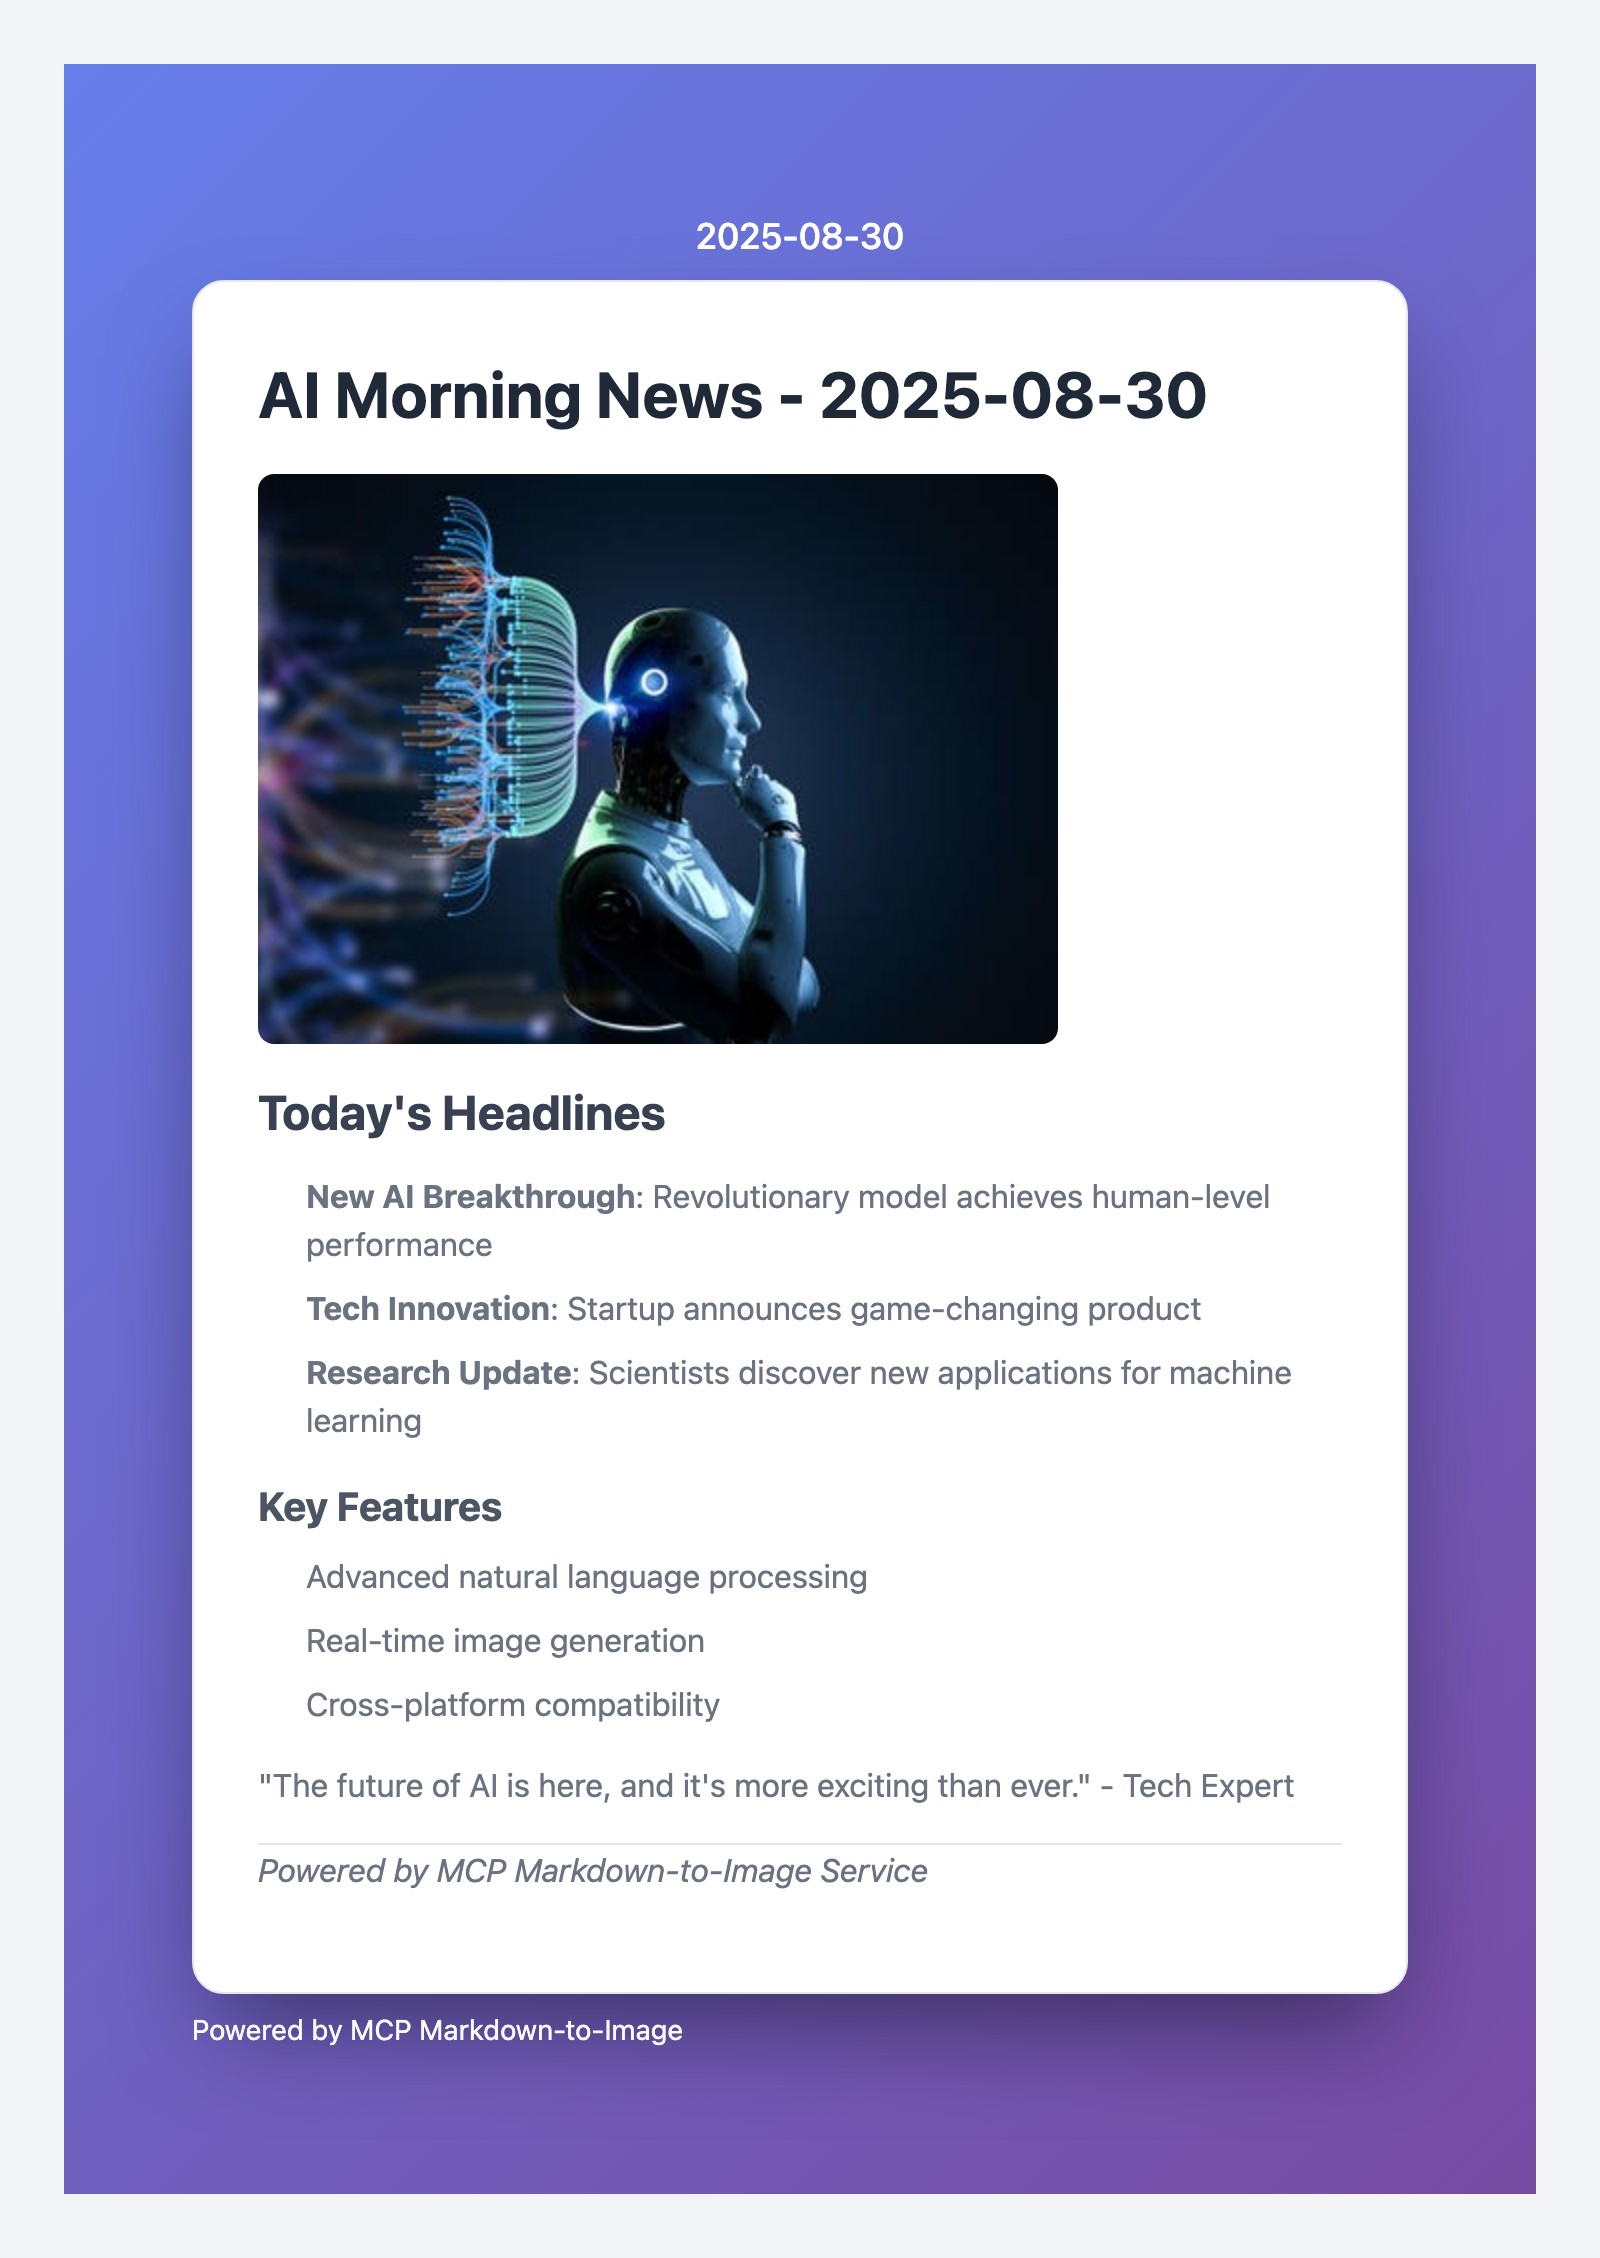 2025-08-30
AI Morning News - 2025-08-30
Today's Headlines
New AI Breakthrough: Revolutionary model achieves human-level
performance
Tech Innovation: Startup announces game-changing product
Research Update: Scientists discover new applications for machine
learning
Key Features
Advanced natural language processing
Real-time image generation
Cross-platform compatibility
"The future of AI is here, and it's more exciting than ever." - Tech Expert
Powered by MCP Markdown-to-Image Service
Powered by MCP Markdown-to-Image